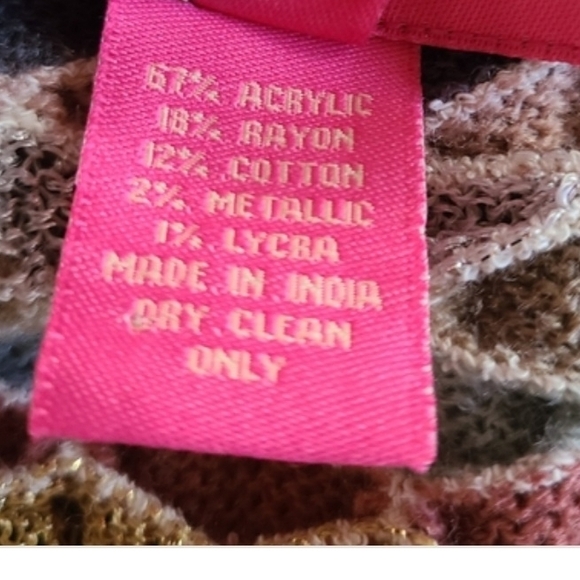 67% ACRYLIC
18% RAYON
12% COTTON
2% METALLIC
1% LYCRA
MADE IN INDIA
DRY CLEAN
ONLY